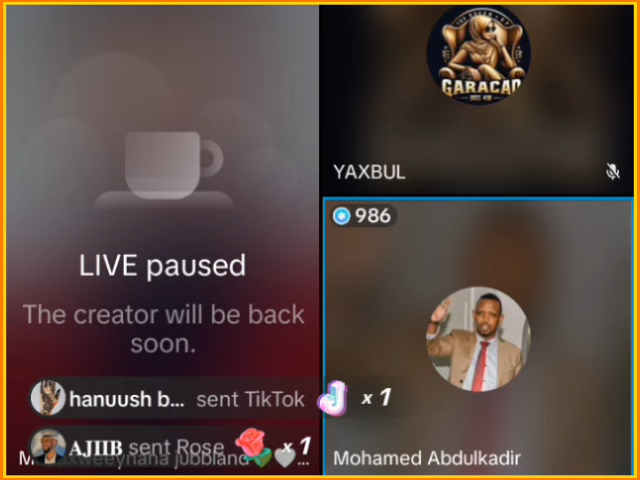 LIVE paused
The creator will be back
soon.
hanuush b... sent TikTok x 1
AJIIB sent Rose x 1
jubbland
GARACAD
YAXBUL
986
Mohamed Abdulkadir